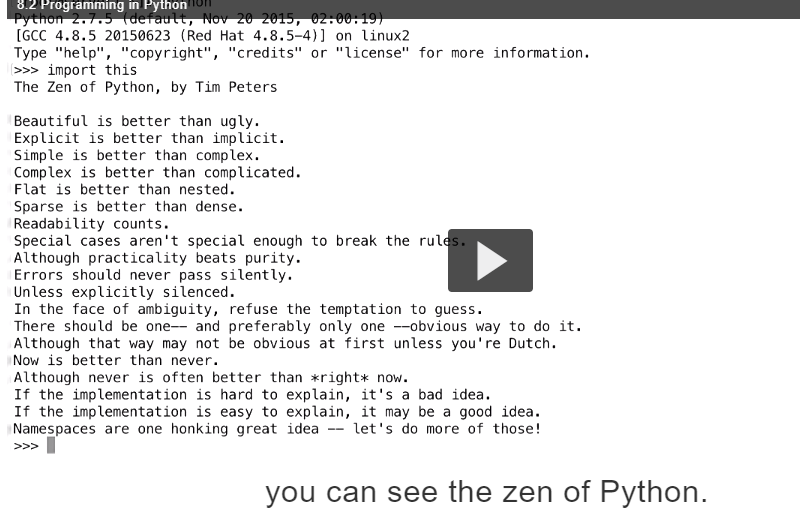 8.2 Programming in Python
Python 2.7.5 (default, Nov 20 2015, 02:00:19)
[GCC 4.8.5 20150623 (Red Hat 4.8.5-4)] on linux2
Type "help", "copyright", "credits" or "license" for more information.
>>> import this
The Zen of Python, by Tim Peters
Beautiful is better than ugly.
Explicit is better than implicit.
Simple is better than complex.
Complex is better than complicated.
Flat is better than nested.
Sparse is better than dense.
Readability counts.
Special cases aren't special enough to break the rules.
Although practicality beats purity.
Errors should never pass silently.
Unless explicitly silenced.
In the face of ambiguity, refuse the temptation to guess.
There should be one-- and preferably only one --obvious way to do it.
Although that way may not be obvious at first unless you're Dutch.
Now is better than never.
Although never is often better than *right* now.
If the implementation is hard to explain, it's a bad idea.
If the implementation is easy to explain, it may be a good idea.
Namespaces are one honking great idea -- let's do more of those!
>>>
you can see the zen of Python.